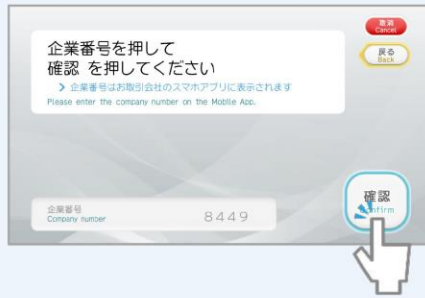 取消
Cancel
企業番号を押して
確認 を押してください
戻る
Back
> 企業番号はお取引会社のスマホアプリに表示されます
Please enter the company number on the Mobile App.
確認
Confirm
企業番号
Company number
8449